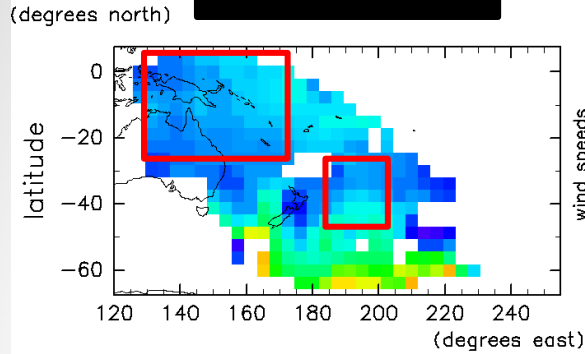 (degrees north)
0
−20
−40
−60
latitude
wind speeds
120 140 160 180 200 220 240
(degrees east)